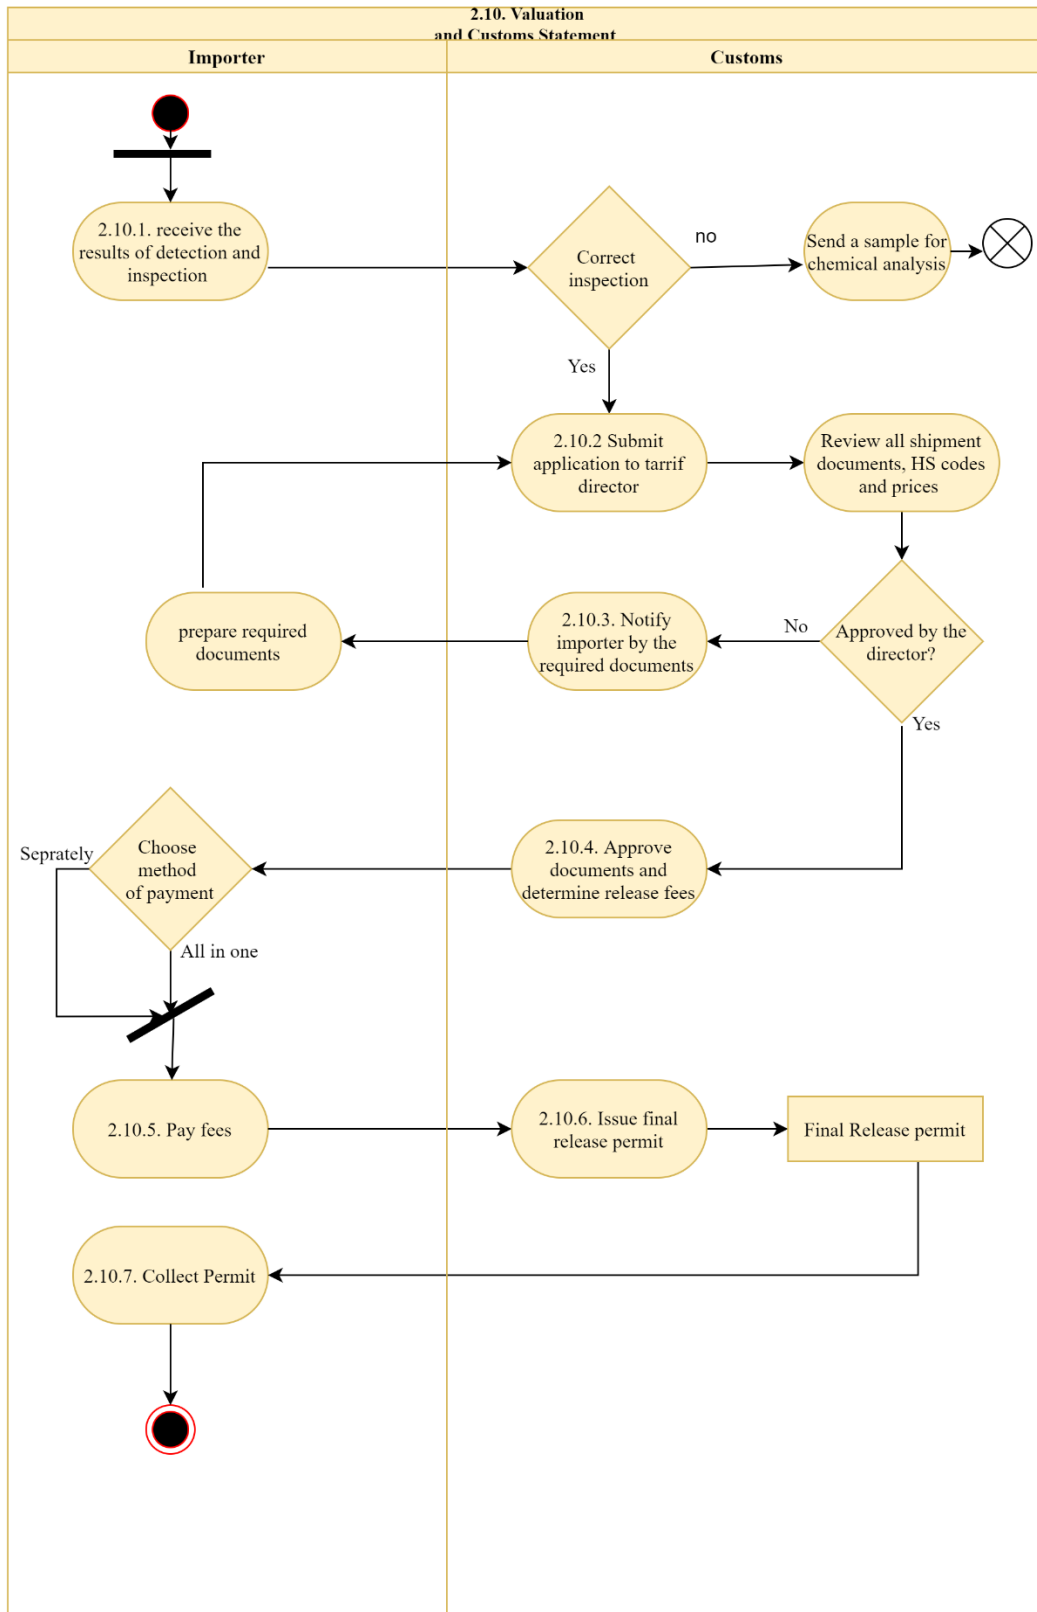 2.10. Valuation
and Customs Statement
Importer
Customs
2.10.1. receive the
results of detection and
inspection
Correct
inspection
no
Send a sample for
chemical analysis
Yes
2.10.2 Submit
application to tarrif
director
Review all shipment
documents, HS codes
and prices
prepare required
documents
2.10.3. Notify
importer by the
required documents
No
Approved by the
director?
Yes
Choose
method
of payment
Seprately
All in one
2.10.4. Approve
documents and
determine release fees
2.10.5. Pay fees
2.10.6. Issue final
release permit
Final Release permit
2.10.7. Collect Permit